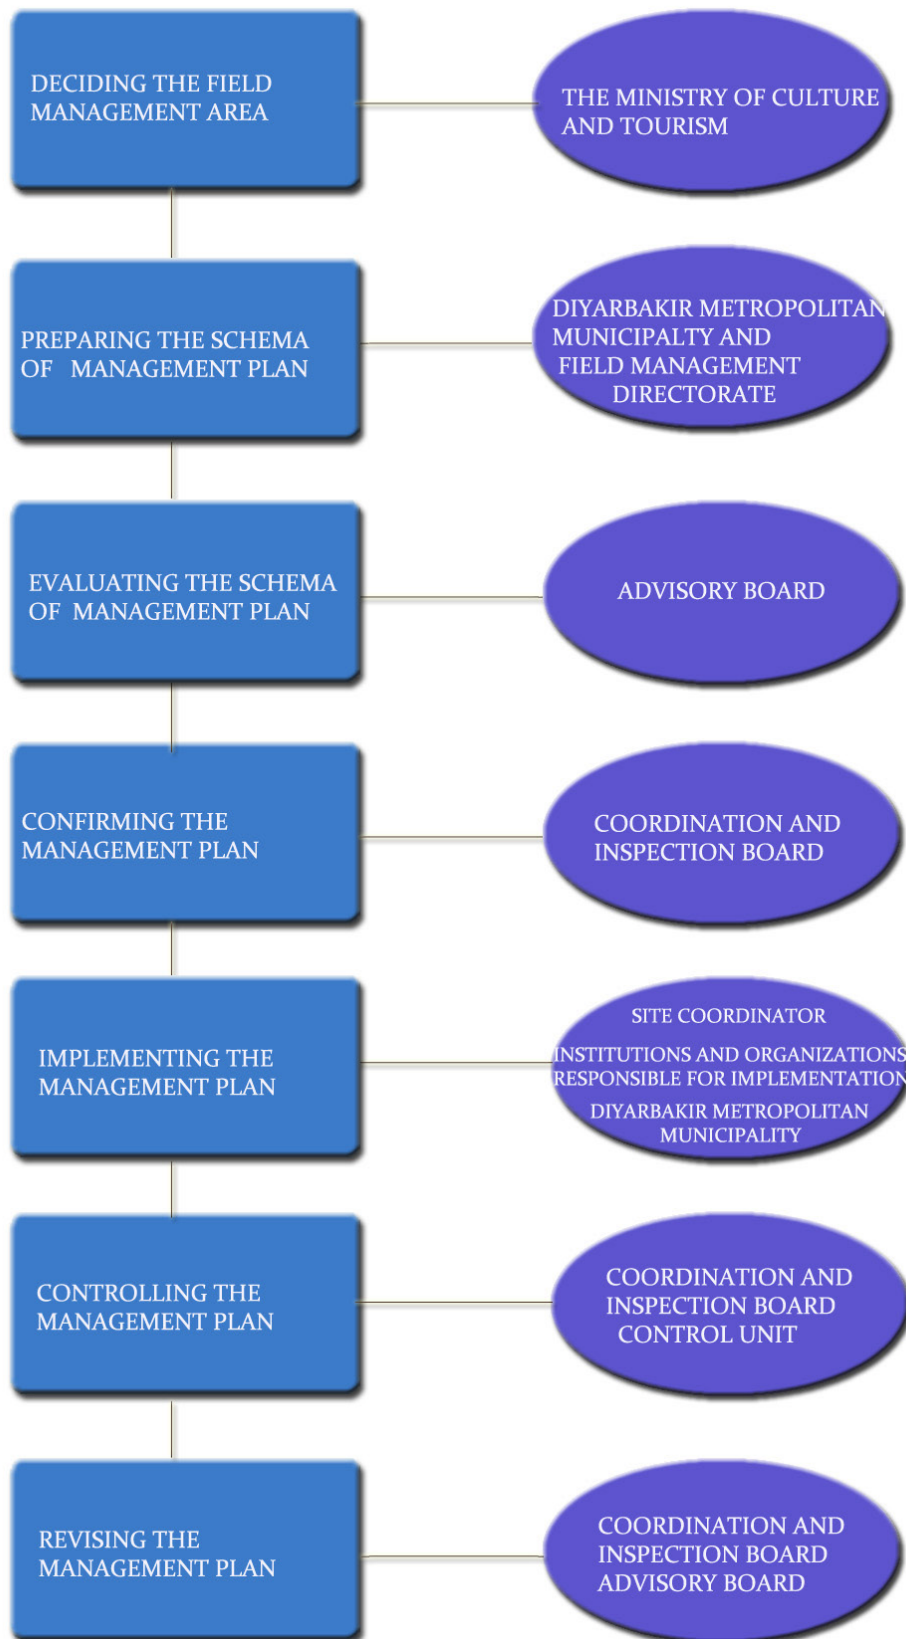 DECIDING THE FIELD
MANAGEMENT AREA
THE MINISTRY OF CULTURE
AND TOURISM
PREPARING THE SCHEMA
OF MANAGEMENT PLAN
DIYARBAKIR METROPOLITAN
MUNICIPALTY AND
FIELD MANAGEMENT
DIRECTORATE
EVALUATING THE SCHEMA
OF MANAGEMENT PLAN
ADVISORY BOARD
CONFIRMING THE
MANAGEMENT PLAN
COORDINATION AND
INSPECTION BOARD
IMPLEMENTING THE
MANAGEMENT PLAN
SITE COORDINATOR
INSTITUTIONS AND ORGANIZATIONS
RESPONSIBLE FOR IMPLEMENTATION
DIYARBAKIR METROPOLITAN
MUNICIPALITY
CONTROLLING THE
MANAGEMENT PLAN
COORDINATION AND
INSPECTION BOARD
CONTROL UNIT
REVISING THE
MANAGEMENT PLAN
COORDINATION AND
INSPECTION BOARD
ADVISORY BOARD